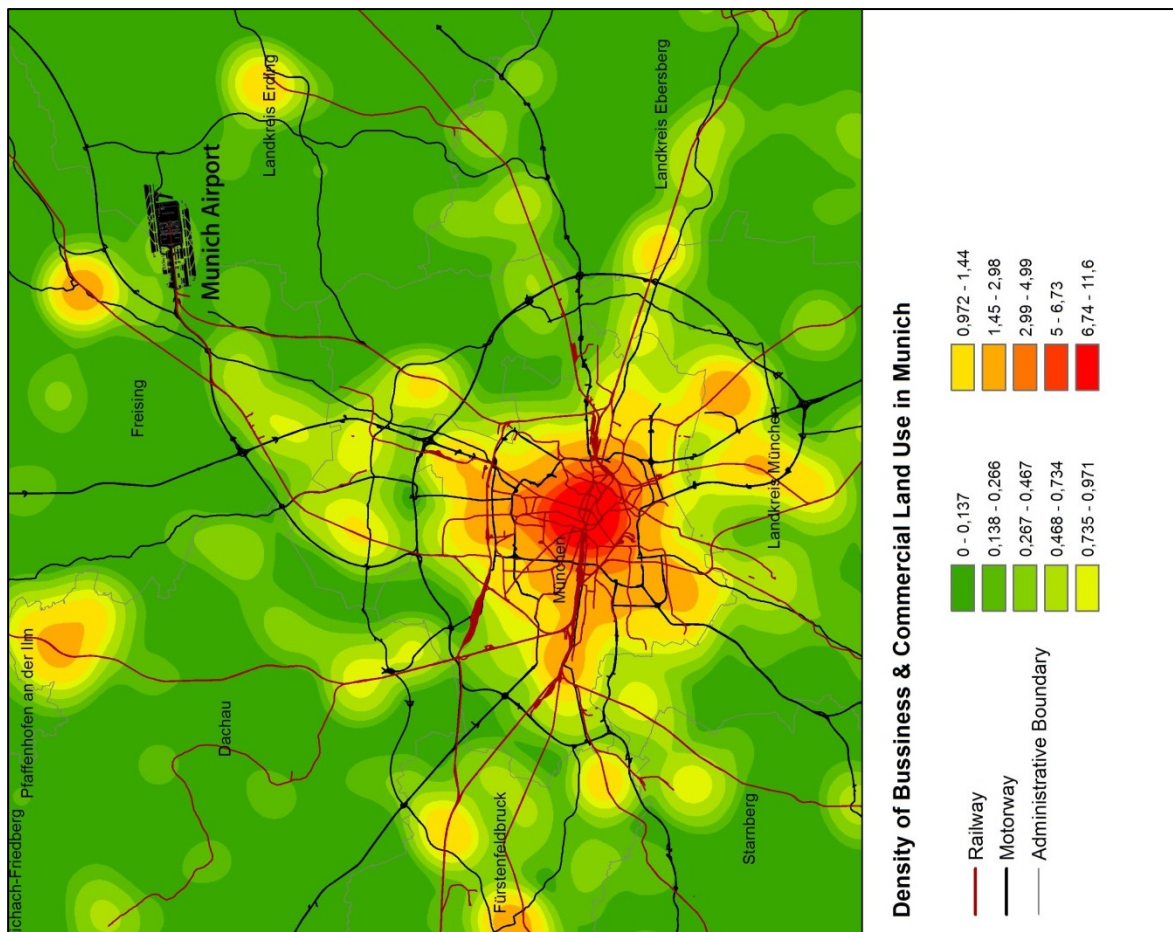 uchach-Friedberg
Pfaffenhofen an der Ilm
Dachau
Freising
Munich Airport
Landkreis Erding
Fürstenfeldbruck
München
Landkreis Ebersberg
Starnberg
Landkreis München
Density of Bussiness & Commercial Land Use in Munich
Railway
Motorway
Administrative Boundary
0 - 0,137
0,138 - 0,266
0,267 - 0,467
0,468 - 0,734
0,735 - 0,971
0,972 - 1,44
1,45 - 2,98
2,99 - 4,99
5 - 6,73
6,74 - 11,6